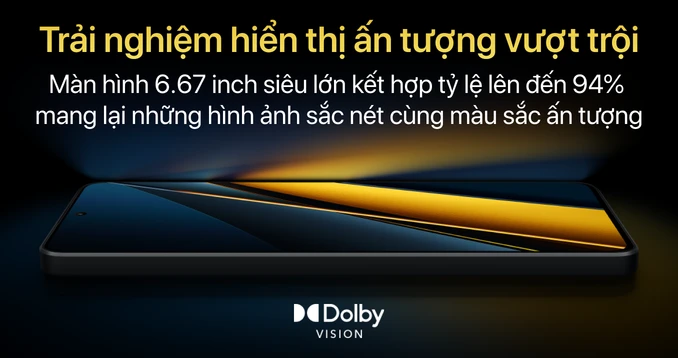 Trải nghiệm hiển thị ấn tượng vượt trội
Màn hình 6.67 inch siêu lớn kết hợp tỷ lệ lên đến 94%
mang lại những hình ảnh sắc nét cùng màu sắc ấn tượng
Dolby
VISION